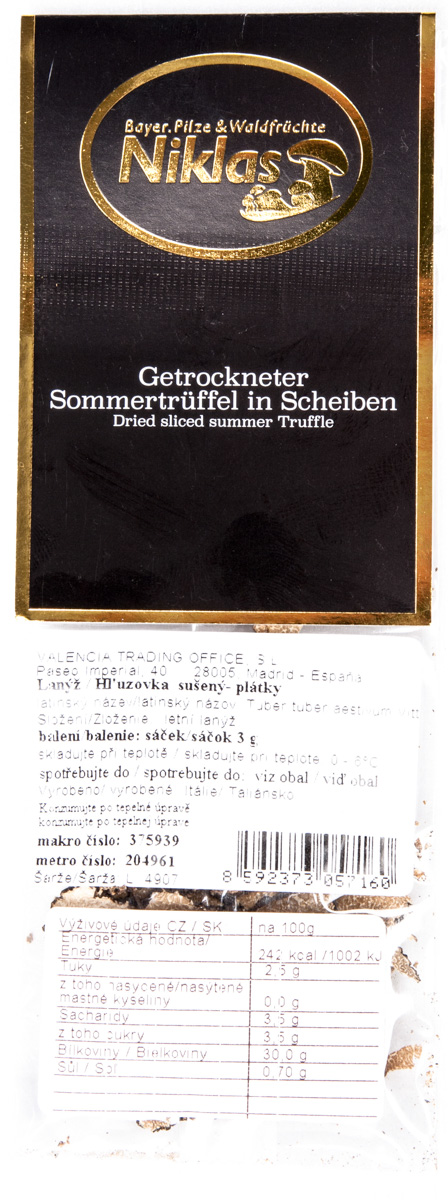 Bayer. Pilze & Waldfrüchte
Niklas
Getrockneter
Sommertrüffel in Scheiben
Dried sliced summer Truffle
VALENCIA TRADING OFFICE, S L
Paseo Imperial, 40 28005 Madrid - España
Lanýž / Hľuzovka sušený- plátky
latinský název/latinský názov: Tuber tuber aestivum
Složení/Zloženie letní lanýž
balení/balenie: sáček/sáčok 3 g
skladujte při teplotě / skladujte pri teplote 0 - 6°C
spotřebujte do / spotrebujte do: viz obal / viď obal
Vyrobeno/vyrobené Itálie/ Taliánsko
Konzumujte po tepelné úpravě
konzumujte po tepelnej úprave
makro číslo: 375939
metro číslo: 204961
Šarže/Šarža L 4907
8 592373 057160
Výživové údaje CZ / SK na 100g
Energetická hodnota/
Energie 242 kcal /1002 kJ
Tuky 2,5 g
z toho nasycené/nasýtené
mastné kyseliny 0,0 g
Sacharidy 3,5 g
z toho cukry 3,5 g
Bílkoviny / Bielkoviny 30,0 g
Sůl / Soľ 0,70 g